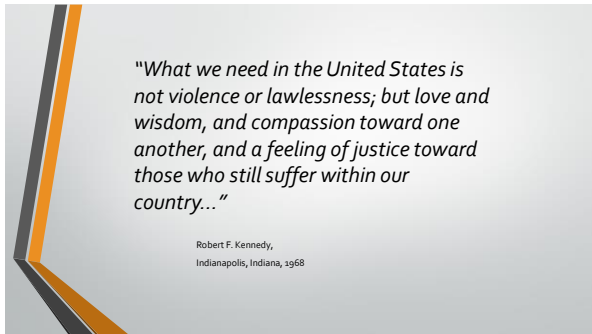 “What we need in the United States is
not violence or lawlessness; but love and
wisdom, and compassion toward one
another, and a feeling of justice toward
those who still suffer within our
country…”
Robert F. Kennedy,
Indianapolis, Indiana, 1968